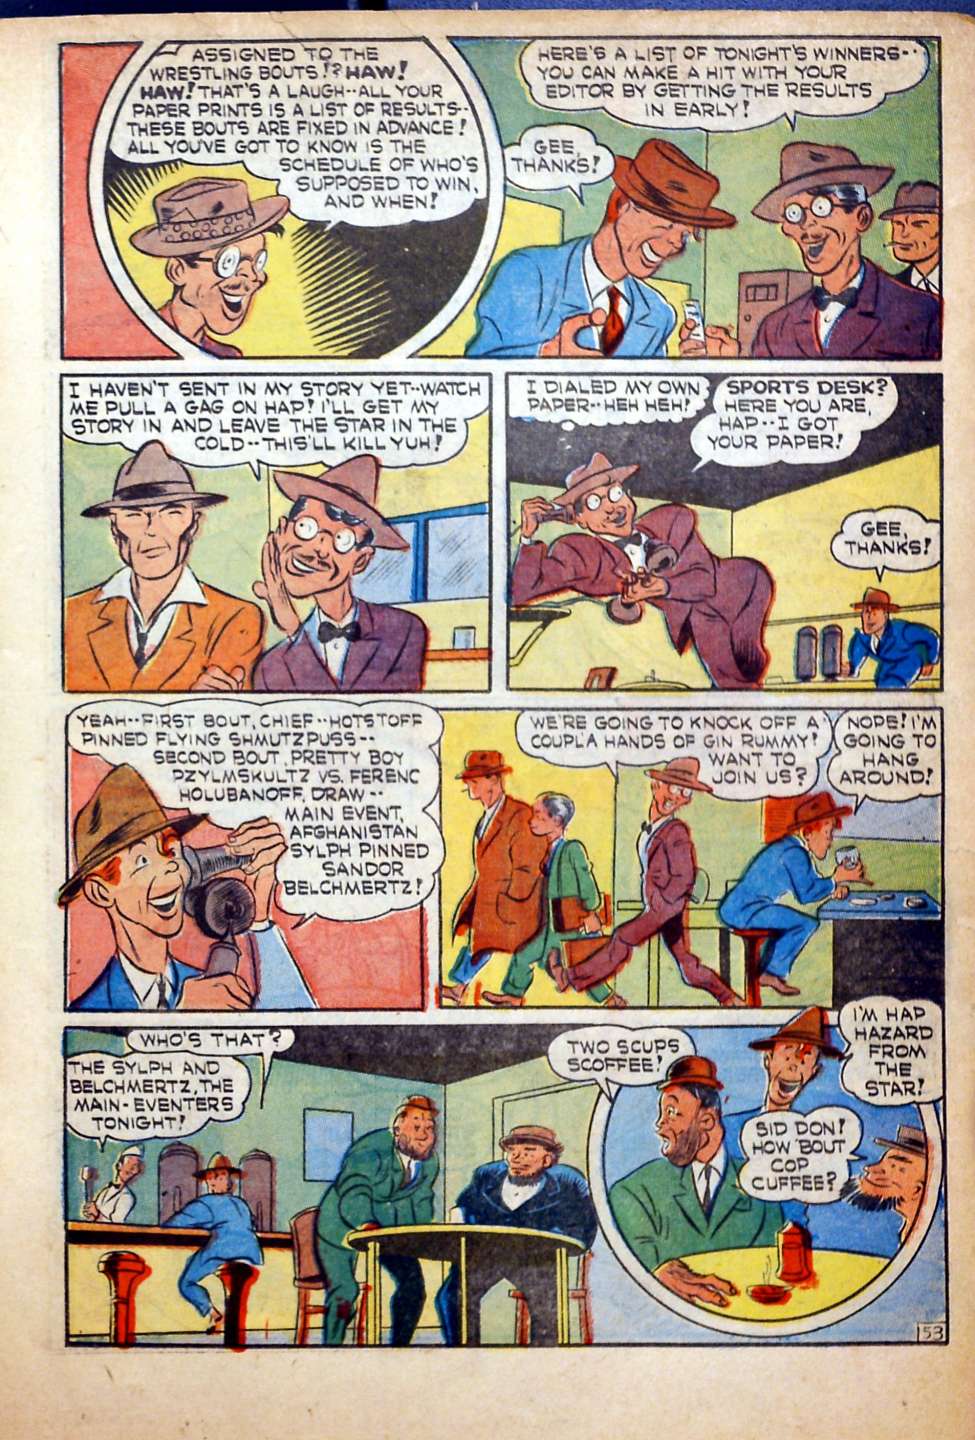 ASSIGNED TO THE
WRESTLING BOUTS!? HAW!
HAW! THAT'S A LAUGH--ALL YOUR
PAPER PRINTS IS A LIST OF RESULTS--
THESE BOUTS ARE FIXED IN ADVANCE!
ALL YOU'VE GOT TO KNOW IS THE
SCHEDULE OF WHO'S
SUPPOSED TO WIN,
AND WHEN!
HERE'S A LIST OF TONIGHT'S WINNERS--
YOU CAN MAKE A HIT WITH YOUR
EDITOR BY GETTING THE RESULTS
IN EARLY!
GEE,
THANKS!
I HAVEN'T SENT IN MY STORY YET--WATCH
ME PULL A GAG ON HAP! I'LL GET MY
STORY IN AND LEAVE THE STAR IN THE
COLD--THIS'LL KILL YUH!
I DIALED MY OWN
PAPER--HEH HEH!
SPORTS DESK?
HERE YOU ARE,
HAP--I GOT
YOUR PAPER!
GEE,
THANKS!
YEAH--FIRST BOUT, CHIEF--HOTSTOFF
PINNED FLYING SHMUTZPUSS--
SECOND BOUT, PRETTY BOY
DZYLMSKULTZ VS. FERENC
HOLUBANOFF, DRAW--
MAIN EVENT,
AFGHANISTAN
SYLPH PINNED
SANDOR
BELCHMERTZ!
WE'RE GOING TO KNOCK OFF A
COUPL'A HANDS OF GIN RUMMY!
WANT TO
JOIN US?
NOPE! I'M
GOING TO
HANG
AROUND!
WHO'S THAT?
THE SYLPH AND
BELCHMERTZ, THE
MAIN-EVENTERS
TONIGHT!
TWO SCUPS
SCOFFEE!
I'M HAP
HAZARD
FROM
THE
STAR!
SID DON!
HOW 'BOUT
COP
CUFFEE?
153